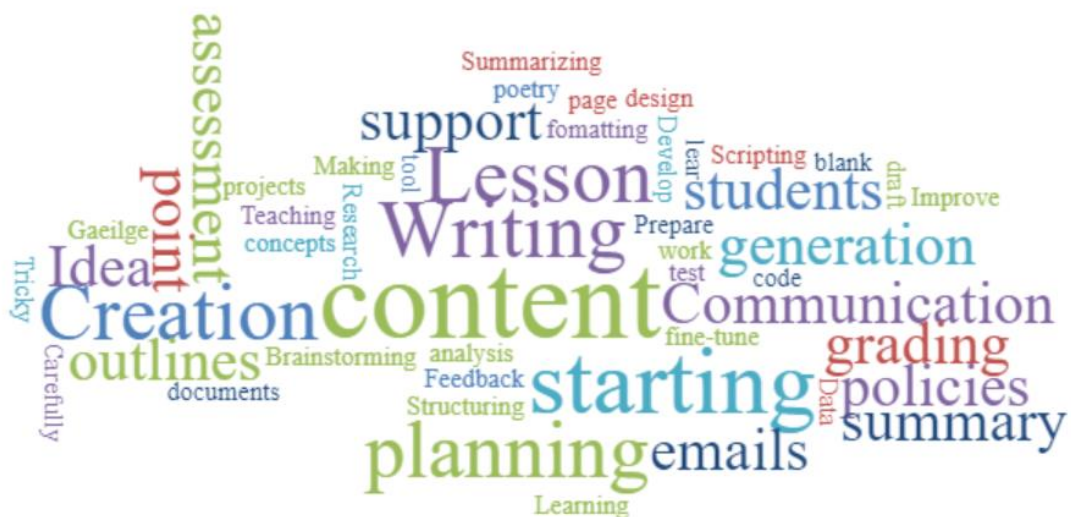 assessment
Summarizing
poetry
page
design
support
fomatting
Develop
lear
Scripting
blank
draft
Improve
Making
tool
Lesson
students
point
projects
Research
Teaching
Writing
Prepare
Gaeilge
concepts
work
generation
Idea
test
code
Tricky
Creation
content
Communication
fine-tune
outlines
Brainstorming
analysis
grading
Carefully
documents
Feedback
starting
Data
policies
Structuring
summary
planning
emails
Learning